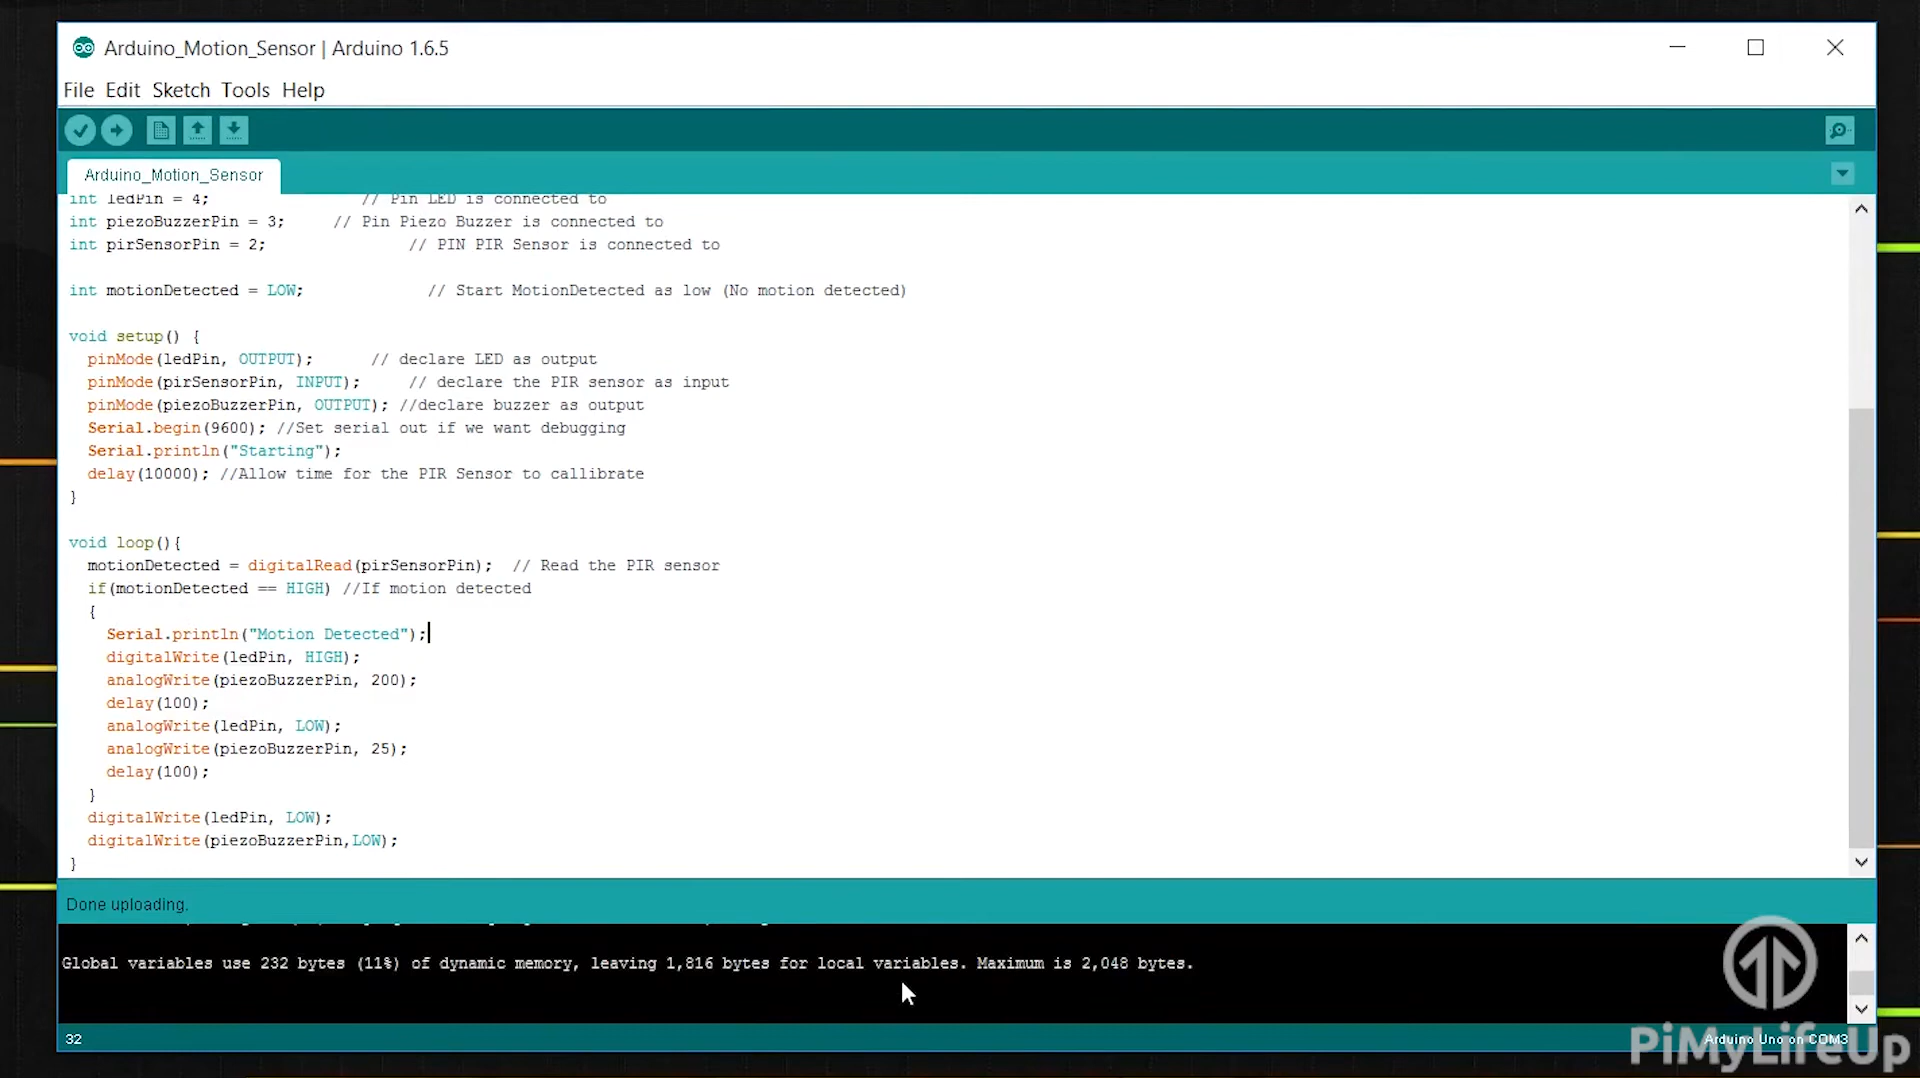 Arduino_Motion_Sensor | Arduino 1.6.5
File Edit Sketch Tools Help
Arduino_Motion_Sensor
int ledPin = 4; // Pin LED is connected to
int piezoBuzzerPin = 3; // Pin Piezo Buzzer is connected to
int pirSensorPin = 2; // PIN PIR Sensor is connected to
int motionDetected = LOW; // Start MotionDetected as low (No motion detected)
void setup() {
pinMode(ledPin, OUTPUT); // declare LED as output
pinMode(pirSensorPin, INPUT); // declare the PIR sensor as input
pinMode(piezoBuzzerPin, OUTPUT); //declare buzzer as output
Serial.begin(9600); //Set serial out if we want debugging
Serial.println("Starting");
delay(10000); //Allow time for the PIR Sensor to callibrate
}
void loop(){
motionDetected = digitalRead(pirSensorPin); // Read the PIR sensor
if(motionDetected == HIGH) //If motion detected
{
Serial.println("Motion Detected");
digitalWrite(ledPin, HIGH);
analogWrite(piezoBuzzerPin, 200);
delay(100);
analogWrite(ledPin, LOW);
analogWrite(piezoBuzzerPin, 25);
delay(100);
}
digitalWrite(ledPin, LOW);
digitalWrite(piezoBuzzerPin,LOW);
}
Done uploading.
Global variables use 232 bytes (11%) of dynamic memory, leaving 1,816 bytes for local variables. Maximum is 2,048 bytes.
32
Arduino Uno on COM3
PiMyLifeUp